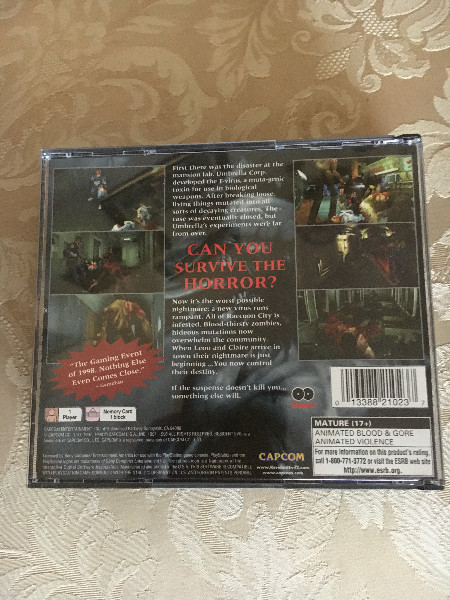 First there was the disaster at the
mansion lab. Umbrella Corp.
developed the T-virus, a mutagenic
toxin for use in biological
weapons. After breaking loose,
living things mutated into all
sorts of decaying creatures. The
case was eventually closed, but
Umbrella's experiments were far
from over.
CAN YOU
SURVIVE THE
HORROR?
Now it's the worst possible
nightmare: a new virus runs
rampant. All of Raccoon City is
infested. Blood-thirsty zombies,
hideous mutations now
overwhelm the community.
When Leon and Claire arrive in
town their nightmare is just
beginning ...You now control
their destiny.
If the suspense doesn't kill you...
something else will.
"The Gaming Event
of 1998. Nothing Else
Even Comes Close."
1
Player
Memory Card
1 block
CAPCOM
www.capcom.com
0 13388 21023 7
MATURE (17+)
ANIMATED BLOOD & GORE
ANIMATED VIOLENCE
For more information on this product's rating,
call 1-800-771-3772 or visit the ESRB web site
http://www.esrb.org.